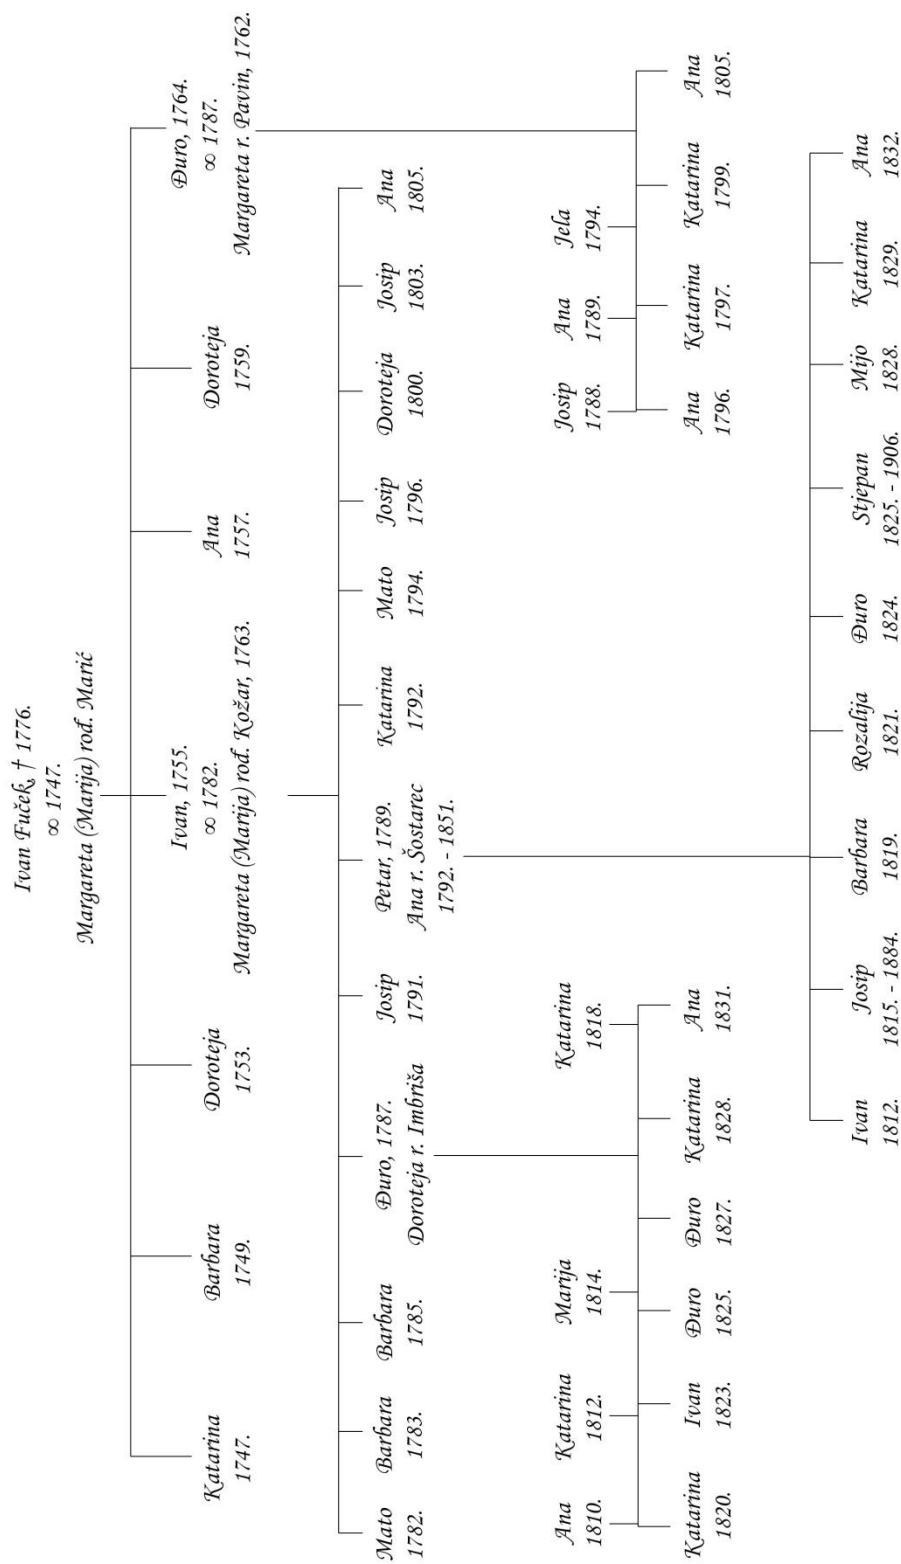 Ivan Fuček, † 1776.
∞ 1747.
Margareta (Marija) rođ. Marić
Katarina
1747.
Barbara
1749.
Doroteja
1753.
Ivan, 1755.
∞ 1782.
Margareta (Marija) rođ. Kožar, 1763.
Ana
1757.
Doroteja
1759.
Đuro, 1764.
∞ 1787.
Margareta r. Pavin, 1762.
Mato
1782.
Barbara
1783.
Barbara
1785.
Đuro, 1787.
Doroteja r. Imbriša
Josip
1791.
Petar, 1789.
Ana r. Šostarec
1792. - 1851.
Katarina
1792.
Mato
1794.
Josip
1796.
Doroteja
1800.
Josip
1803.
Ana
1805.
Ana
1810.
Katarina
1812.
Marija
1814.
Katarina
1818.
Katarina
1820.
Ivan
1823.
Đuro
1825.
Đuro
1827.
Katarina
1828.
Ana
1831.
Josip
1788.
Ana
1789.
Jela
1794.
Ana
1796.
Katarina
1797.
Katarina
1799.
Ana
1805.
Ivan
1812.
Josip
1815. - 1884.
Barbara
1819.
Rozalija
1821.
Đuro
1824.
Stjepan
1825. - 1906.
Mijo
1828.
Katarina
1829.
Ana
1832.